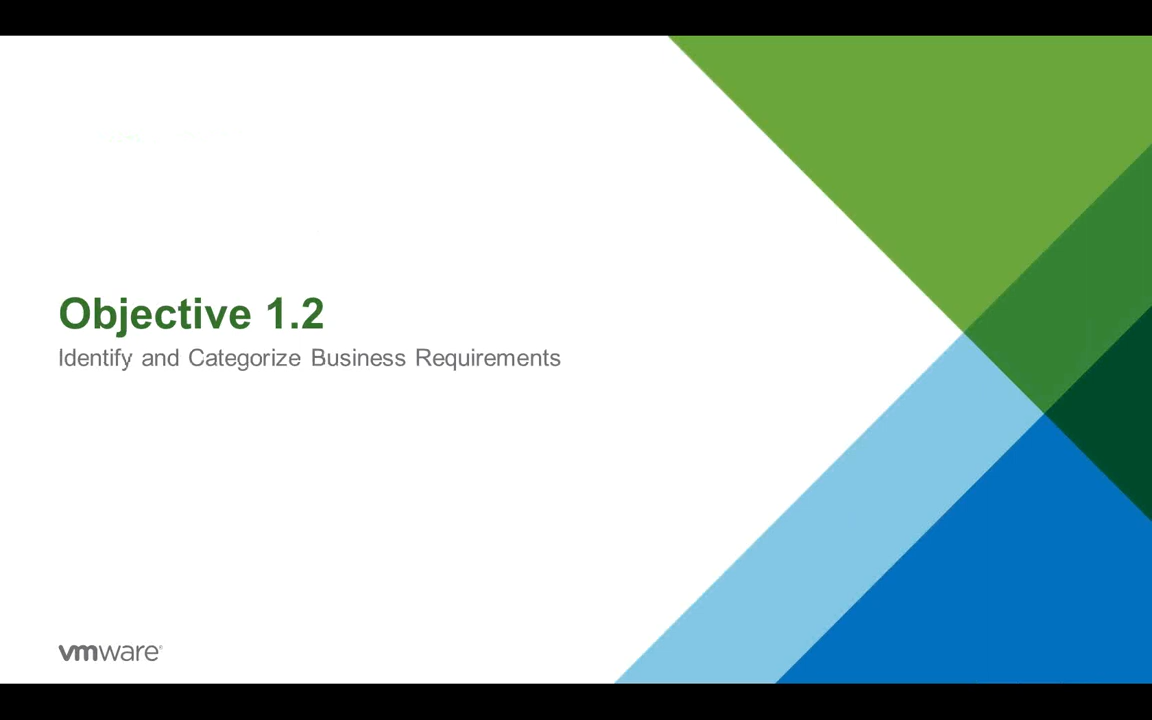 Objective 1.2
Identify and Categorize Business Requirements
vmware®